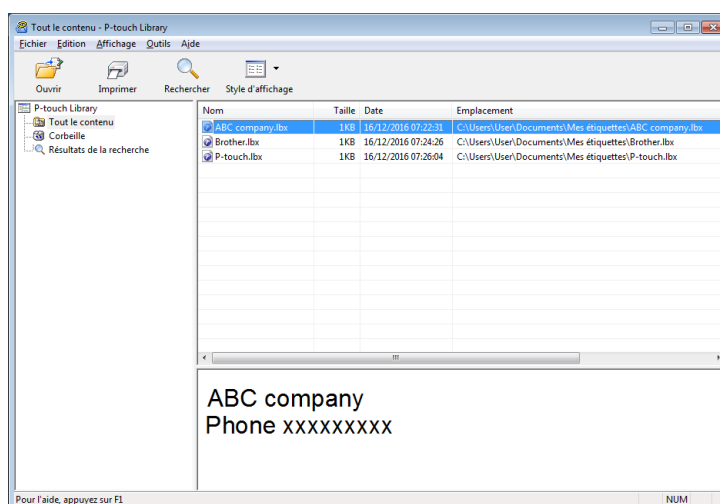 Tout le contenu - P-touch Library
Fichier Edition Affichage Outils Aide
Ouvrir Imprimer Rechercher Style d'affichage
P-touch Library
Tout le contenu
Corbeille
Résultats de la recherche
Nom Taille Date Emplacement
ABC company.lbx 1KB 16/12/2016 07:22:31 C:\Users\User\Documents\Mes étiquettes\ABC company.lbx
Brother.lbx 1KB 16/12/2016 07:24:26 C:\Users\User\Documents\Mes étiquettes\Brother.lbx
P-touch.lbx 1KB 16/12/2016 07:26:04 C:\Users\User\Documents\Mes étiquettes\P-touch.lbx
ABC company
Phone xxxxxxxxx
Pour l'aide, appuyez sur F1 NUM